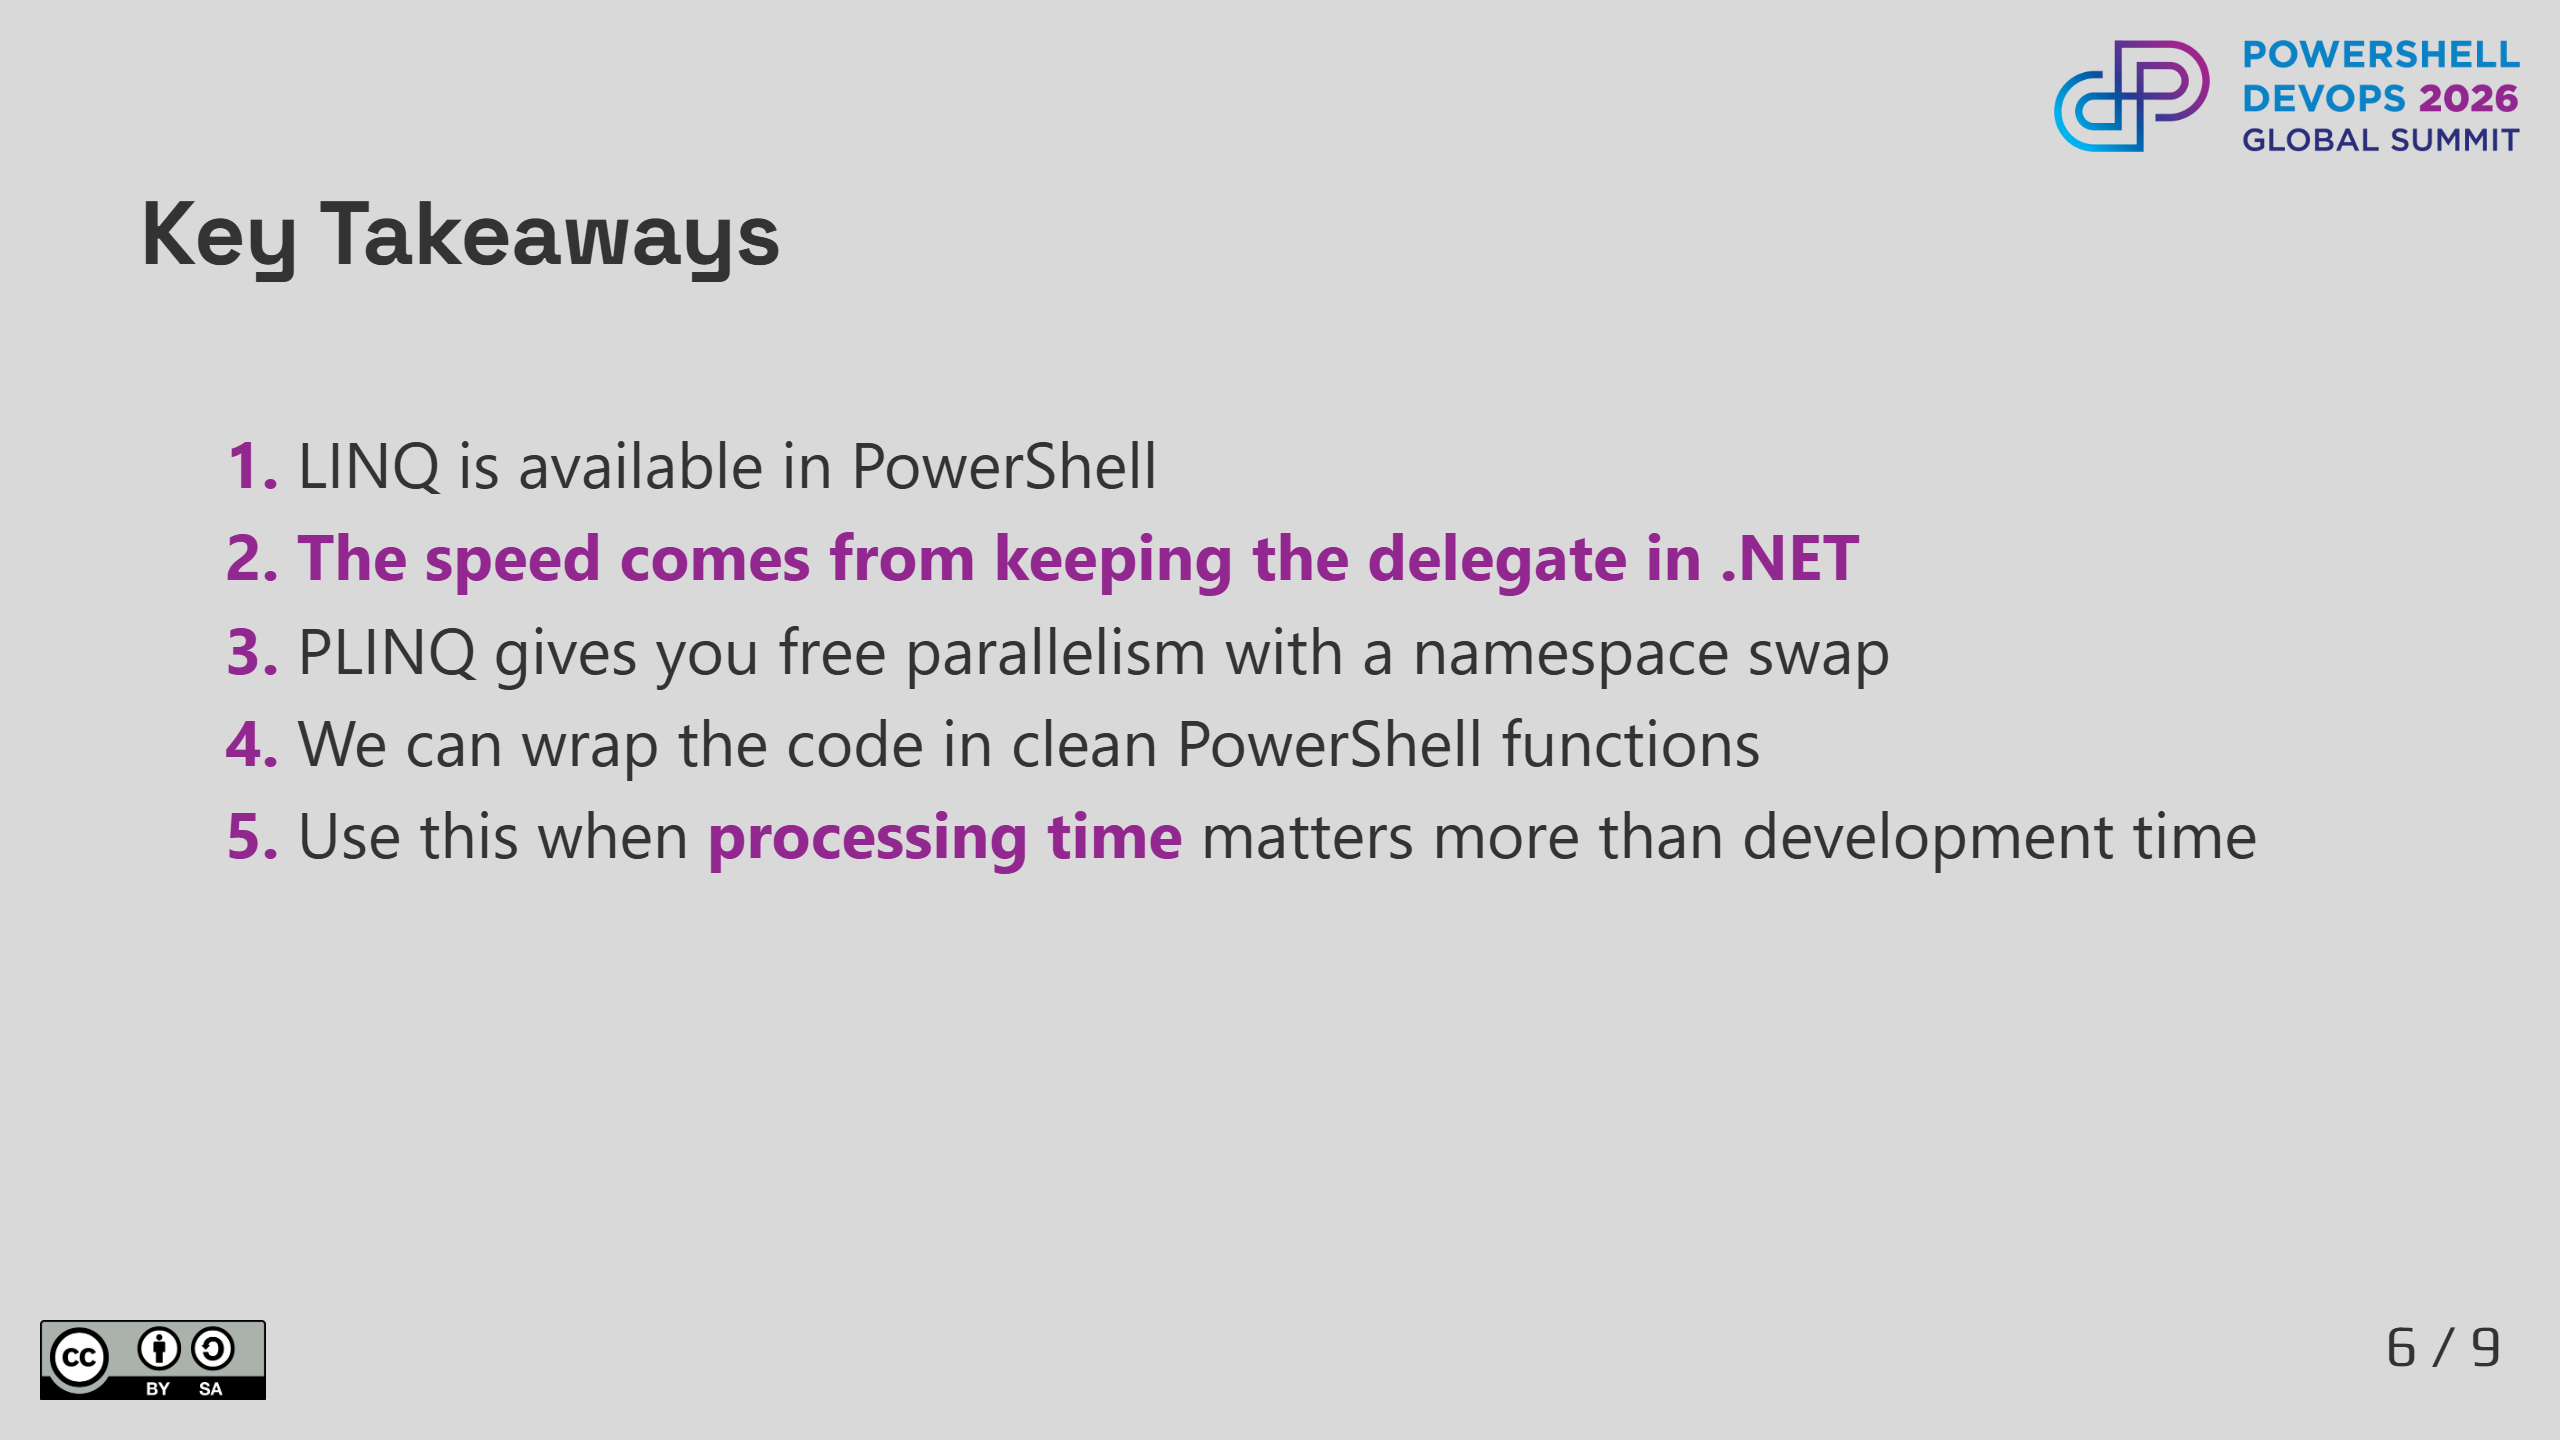 POWERSHELL
DEVOPS 2026
GLOBAL SUMMIT
Key Takeaways
1. LINQ is available in PowerShell
2. The speed comes from keeping the delegate in .NET
3. PLINQ gives you free parallelism with a namespace swap
4. We can wrap the code in clean PowerShell functions
5. Use this when processing time matters more than development time
CC BY SA
6 / 9